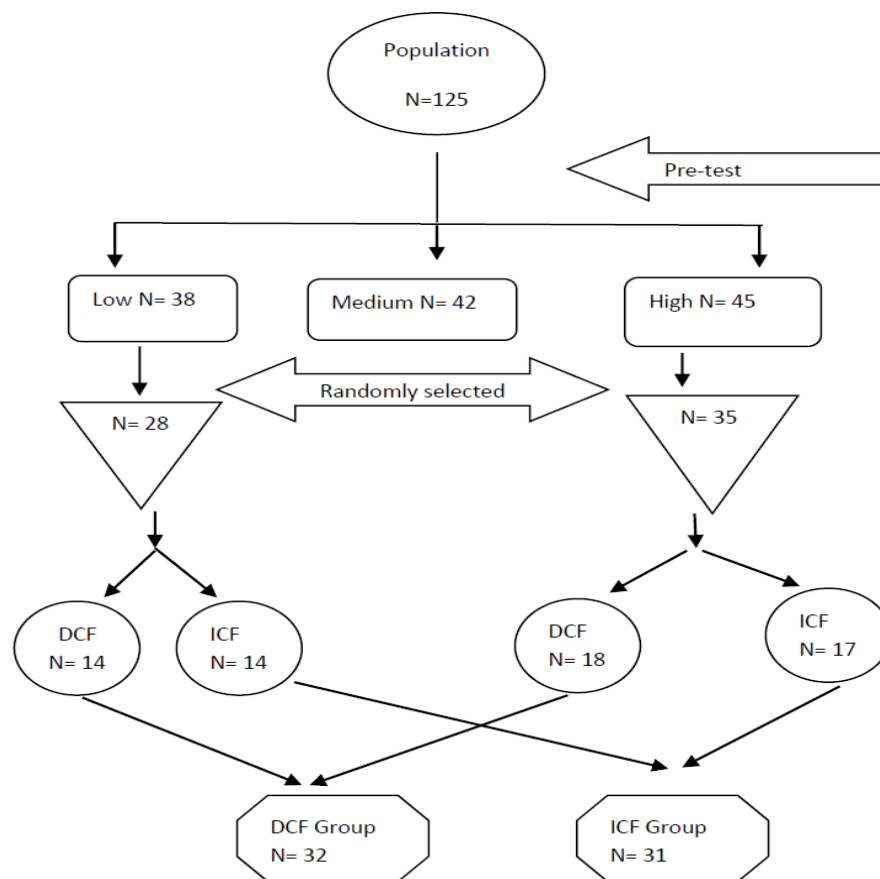 Population
N=125
Pre-test
Low N= 38
Medium N= 42
High N= 45
Randomly selected
N= 28
N= 35
DCF
N= 14
ICF
N= 14
DCF
N= 18
ICF
N= 17
DCF Group
N= 32
ICF Group
N= 31